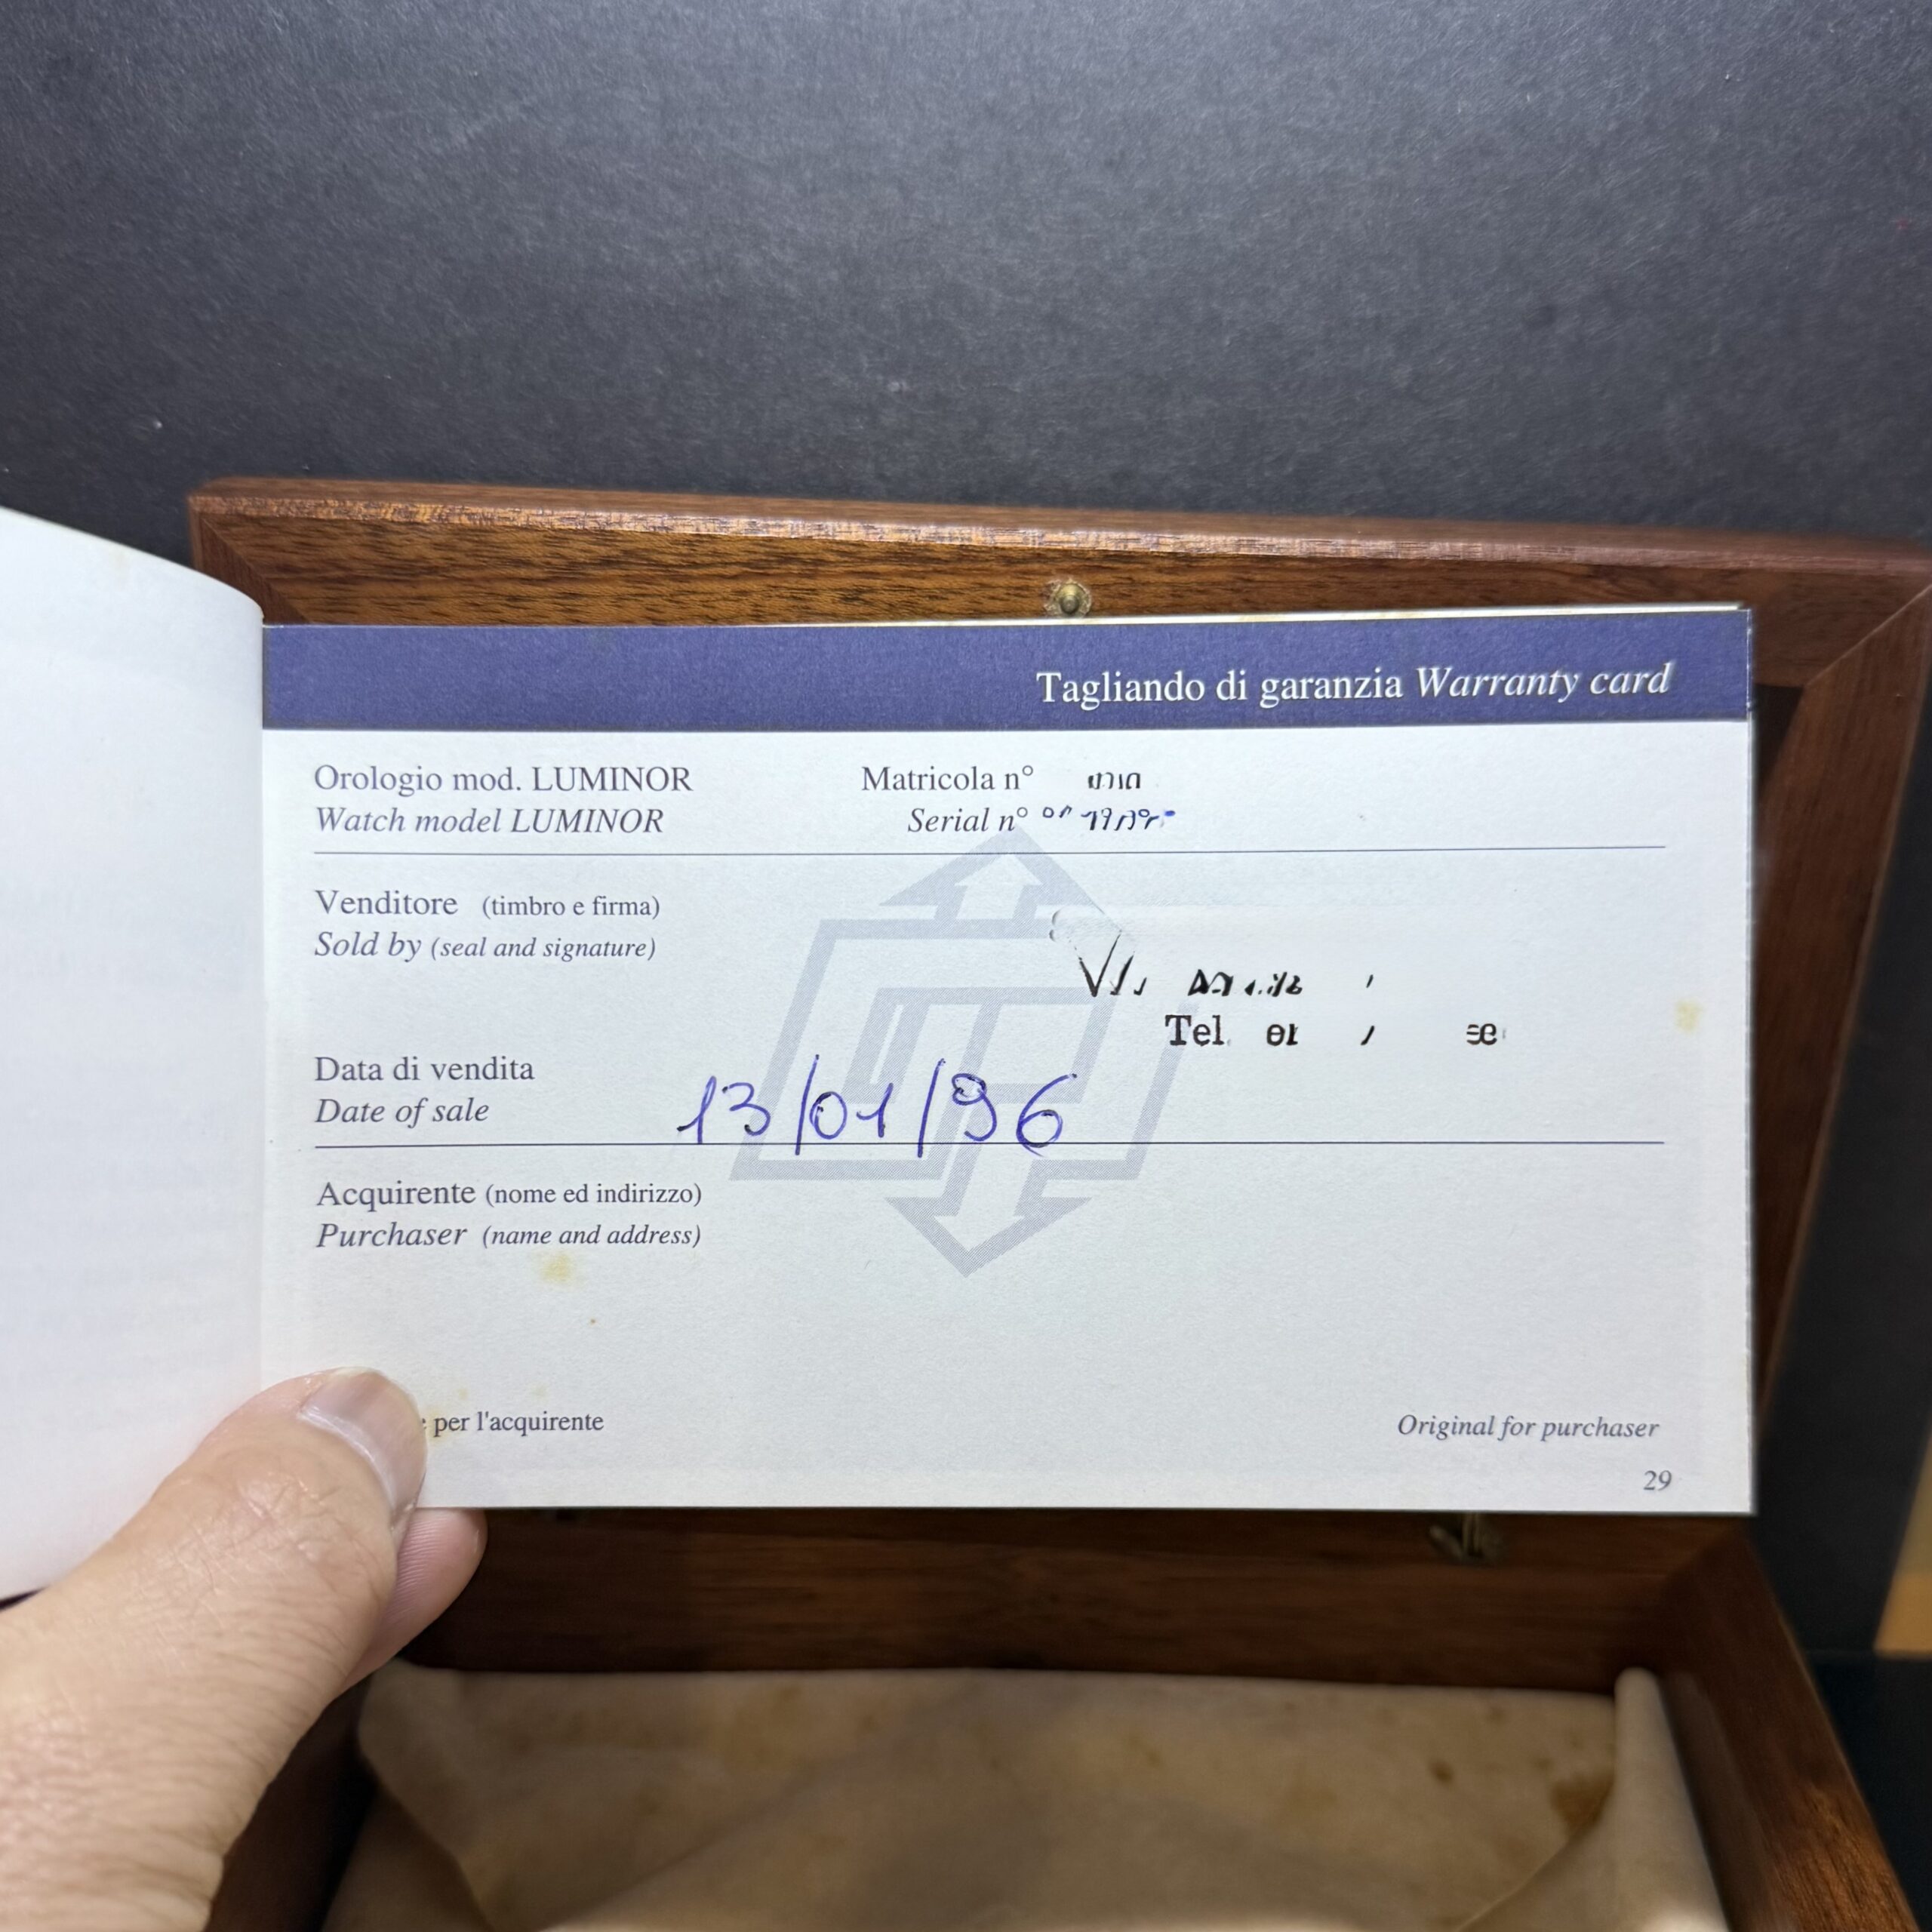 Tagliando di garanzia Warranty card
Orologio mod. LUMINOR
Watch model LUMINOR
Matricola n°
Serial n°
Venditore (timbro e firma)
Sold by (seal and signature)
Tel.
Data di vendita
Date of sale
13/01/96
Acquirente (nome ed indirizzo)
Purchaser (name and address)
per l'acquirente
Original for purchaser
29